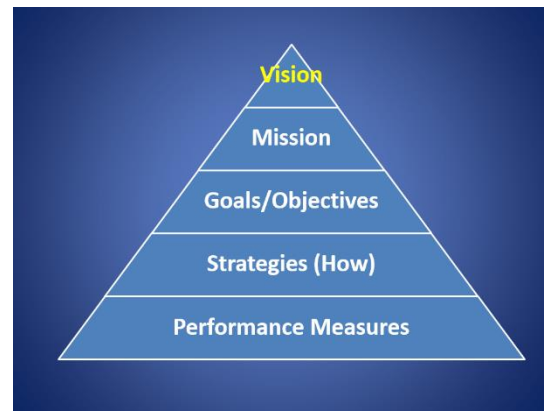 Vision
Mission
Goals/Objectives
Strategies (How)
Performance Measures